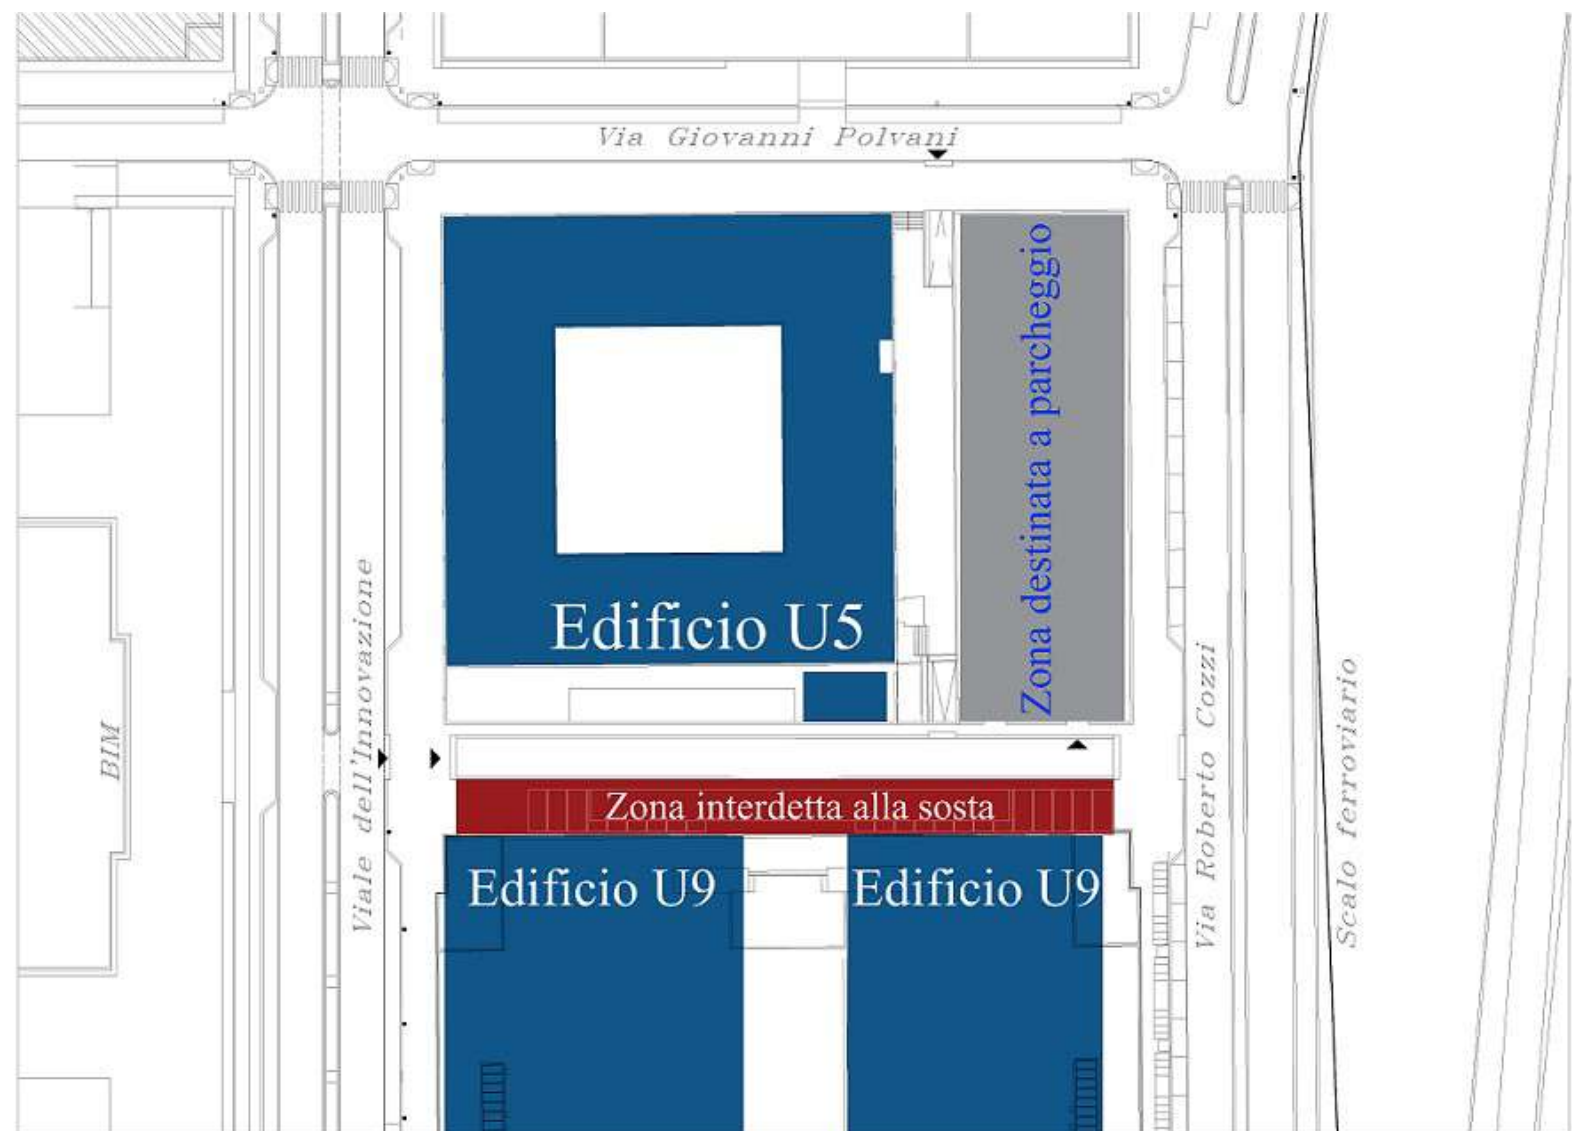 Via Giovanni Polvani
Zona destinata a parcheggio
Edificio U5
Viale dell'Innovazione
BIM
Via Roberto Cozzi
Scalo ferroviario
Zona interdetta alla sosta
Edificio U9
Edificio U9